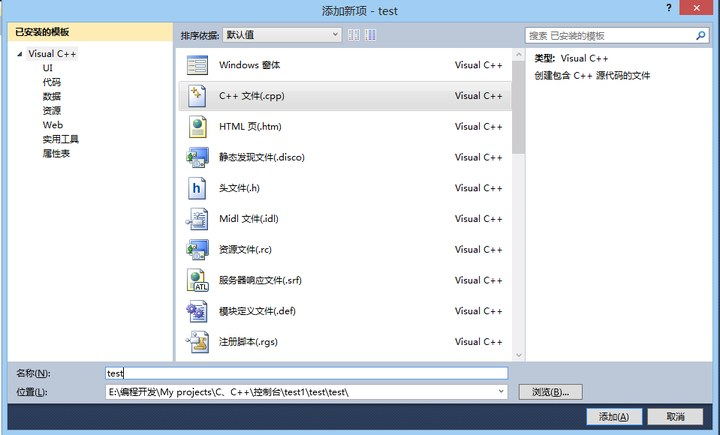 添加新项 - test
?
已安装的模板
Visual C++
UI
代码
数据
资源
Web
实用工具
属性表
排序依据: 默认值
Windows 窗体 Visual C++
C++ 文件(.cpp) Visual C++
HTML 页(.htm) Visual C++
静态发现文件(.disco) Visual C++
头文件(.h) Visual C++
Midl 文件(.idl) Visual C++
资源文件(.rc) Visual C++
服务器响应文件(.srf) Visual C++
模块定义文件(.def) Visual C++
注册脚本(.rgs) Visual C++
h
ATL
搜索 已安装的模板
类型: Visual C++
创建包含 C++ 源代码的文件
名称(N): test
位置(L): E:\编程开发\My projects\C、C++\控制台\test1\test\test\
浏览(B)...
添加(A) 取消